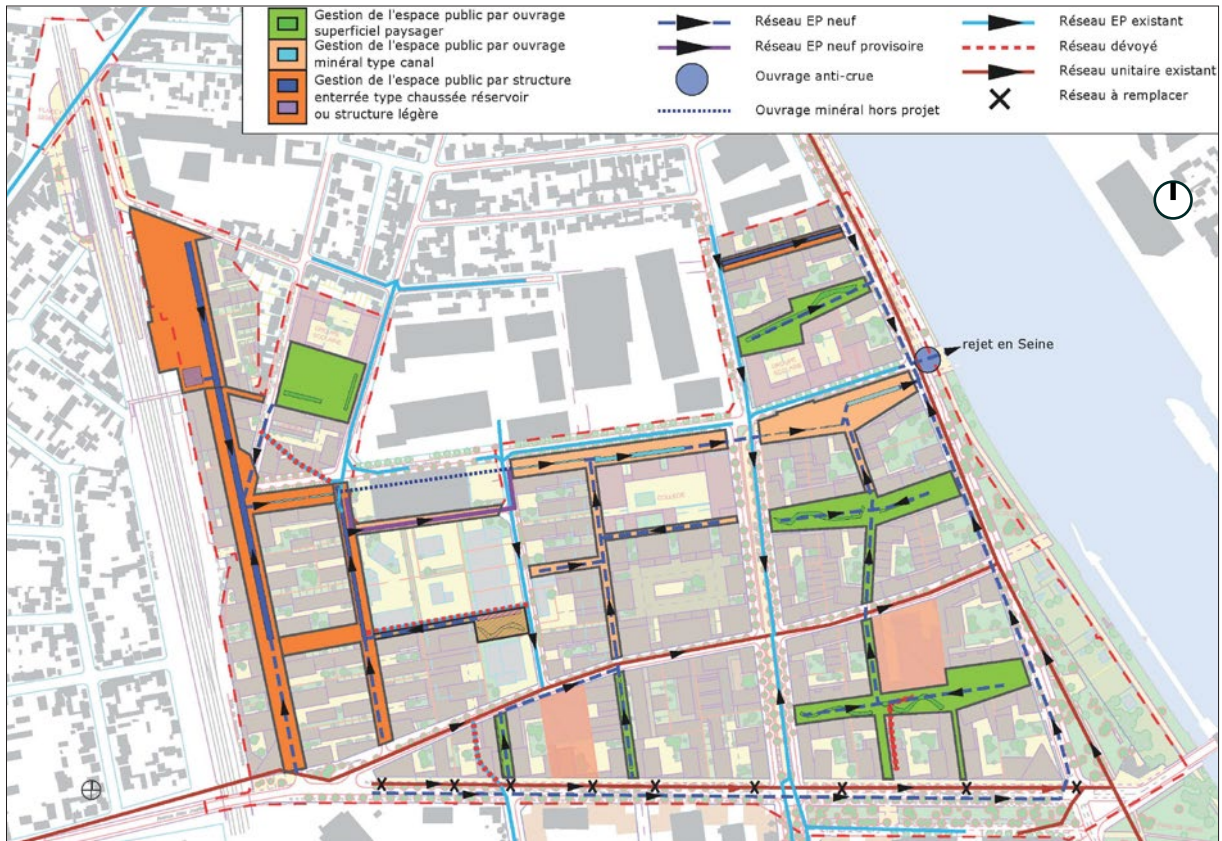 Gestion de l'espace public par ouvrage
superficiel paysager
Gestion de l'espace public par ouvrage
minéral type canal
Gestion de l'espace public par structure
enterrée type chaussée réservoir
ou structure légère
Réseau EP neuf
Réseau EP neuf provisoire
Ouvrage anti-crue
Ouvrage minéral hors projet
Réseau EP existant
Réseau dévoyé
Réseau unitaire existant
Réseau à remplacer
rejet en Seine
COLLEGE